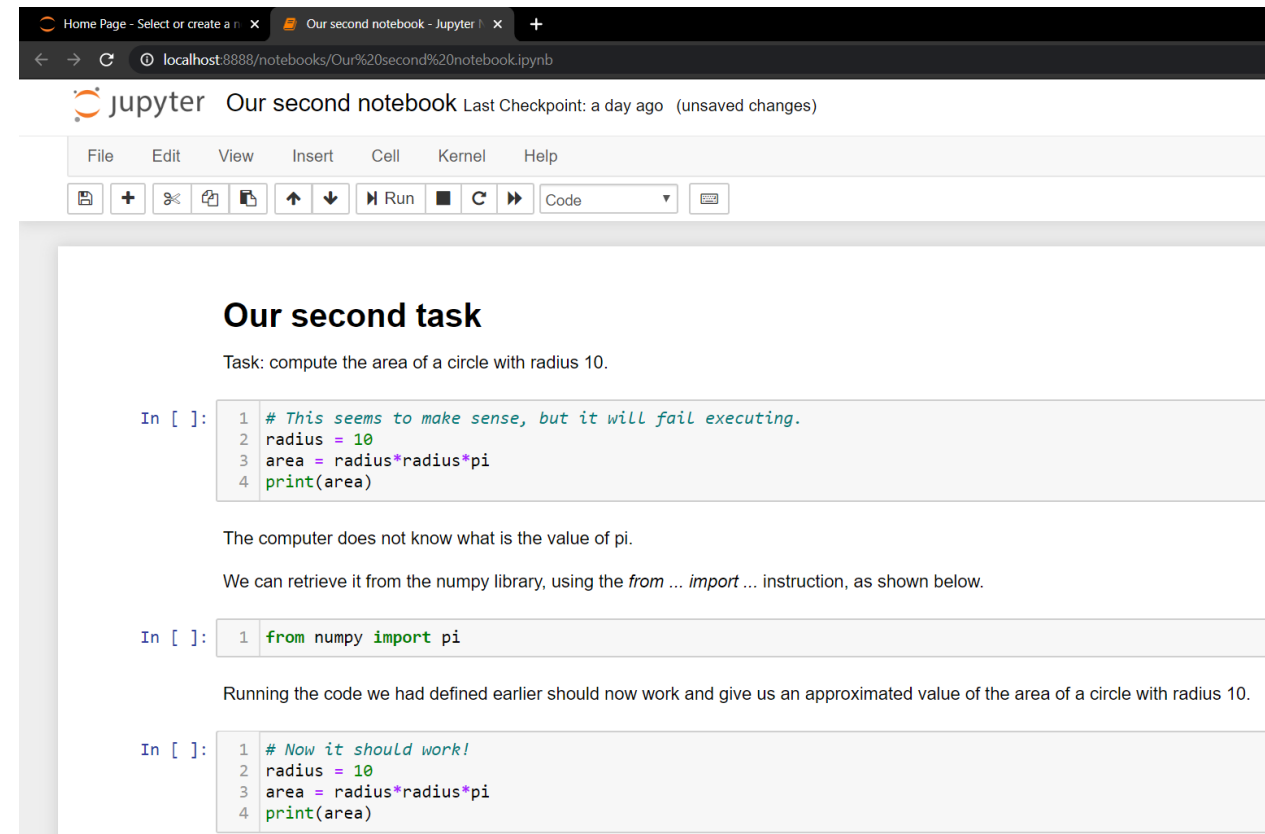 Home Page - Select or create a n
Our second notebook - Jupyter N
localhost:8888/notebooks/Our%20second%20notebook.ipynb
jupyter Our second notebook Last Checkpoint: a day ago (unsaved changes)
File Edit View Insert Cell Kernel Help
Run Code
Our second task
Task: compute the area of a circle with radius 10.
In [ ]: 1 # This seems to make sense, but it will fail executing.
2 radius = 10
3 area = radius*radius*pi
4 print(area)
The computer does not know what is the value of pi.
We can retrieve it from the numpy library, using the from ... import ... instruction, as shown below.
In [ ]: 1 from numpy import pi
Running the code we had defined earlier should now work and give us an approximated value of the area of a circle with radius 10.
In [ ]: 1 # Now it should work!
2 radius = 10
3 area = radius*radius*pi
4 print(area)